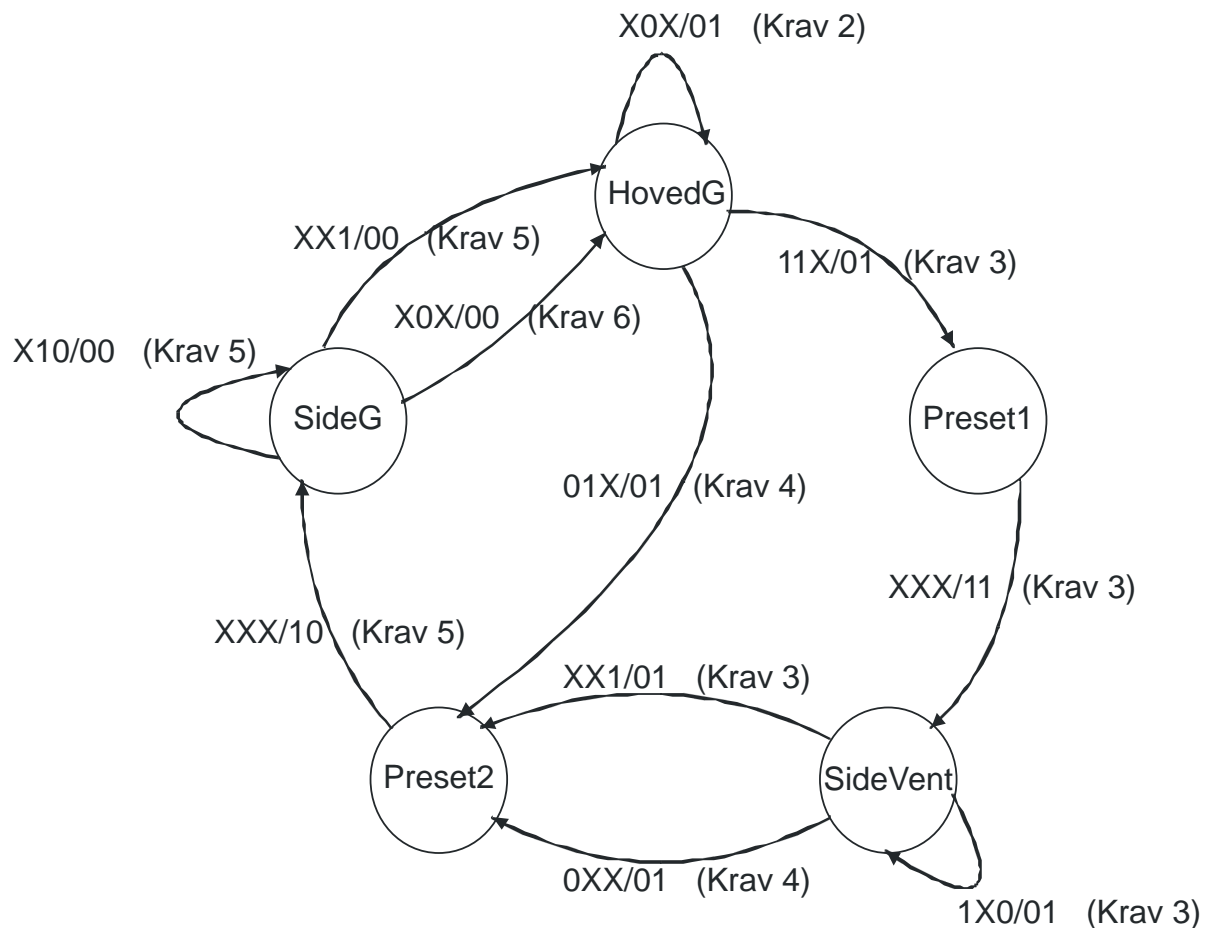 X0X/01 (Krav 2)
HovedG
XX1/00 (Krav 5)
11X/01 (Krav 3)
X0X/00 (Krav 6)
X10/00 (Krav 5)
SideG
Preset1
01X/01 (Krav 4)
XXX/11 (Krav 3)
XXX/10 (Krav 5)
XX1/01 (Krav 3)
Preset2
SideVent
0XX/01 (Krav 4)
1X0/01 (Krav 3)